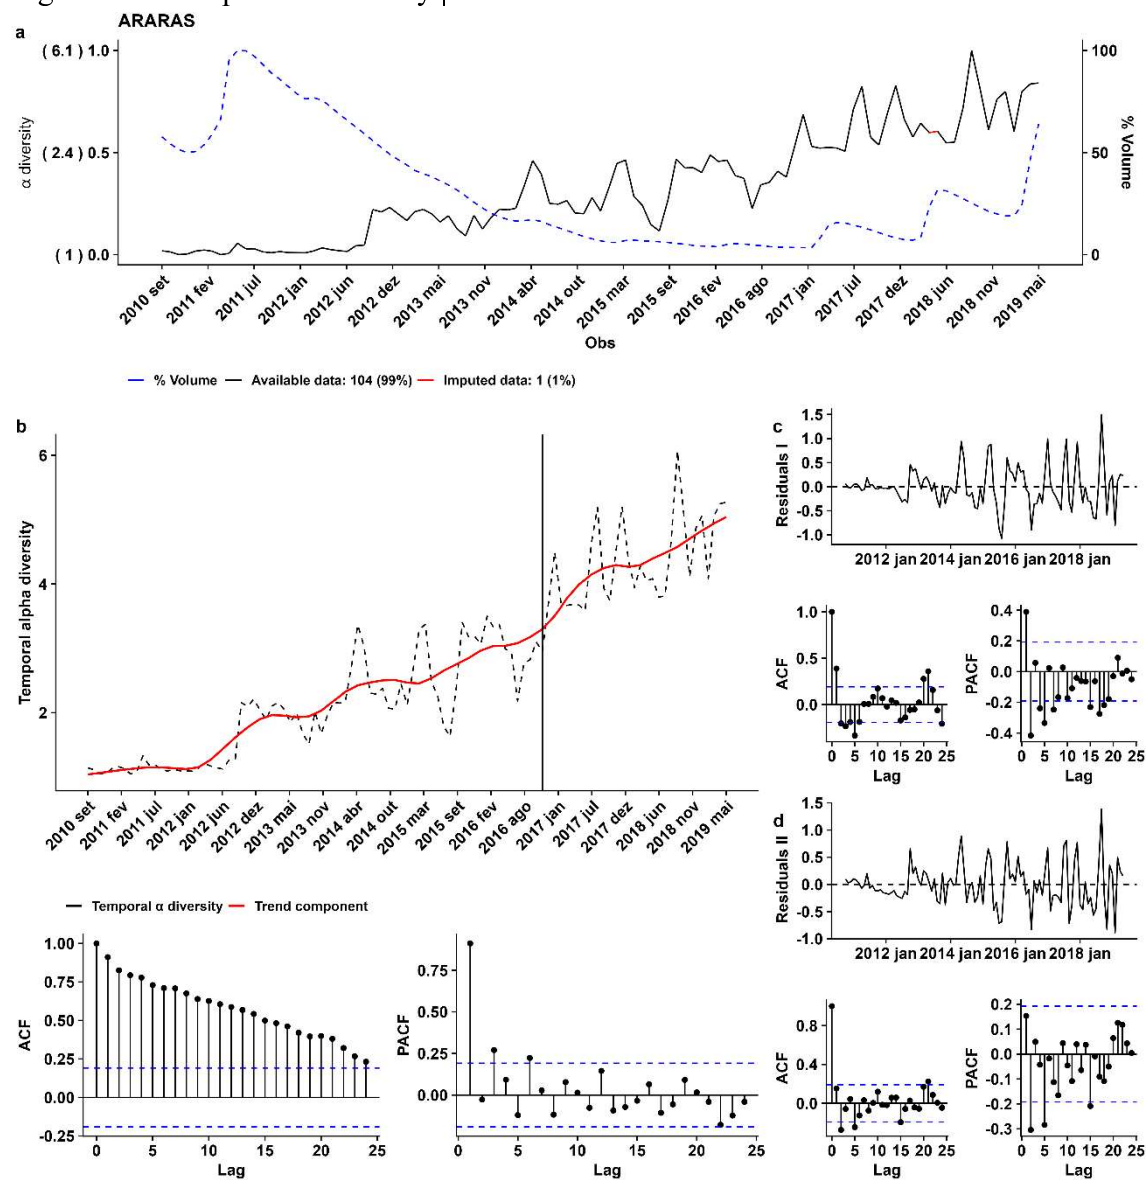 ARARAS
a
( 6.1 ) 1.0
( 2.4 ) 0.5
( 1 ) 0.0
α diversity
100
50
0
% Volume
2010 set 2011 fev 2011 jul 2012 jan 2012 jun 2012 dez 2013 mai 2013 nov 2014 abr 2014 out 2015 mar 2015 set 2016 fev 2016 ago 2017 jan 2017 jul 2017 dez 2018 jun 2018 nov 2019 mai
Obs
% Volume Available data: 104 (99%) Imputed data: 1 (1%)
b
Temporal alpha diversity
6
4
2
2010 set 2011 fev 2011 jul 2012 jan 2012 jun 2012 dez 2013 mai 2013 nov 2014 abr 2014 out 2015 mar 2015 set 2016 fev 2016 ago 2017 jan 2017 jul 2017 dez 2018 jun 2018 nov 2019 mai
Temporal α diversity Trend component
ACF
1.00
0.75
0.50
0.25
0.00
-0.25
0 5 10 15 20 25
Lag
PACF
0.75
0.50
0.25
0.00
0 5 10 15 20 25
Lag
c
Residuals I
1.5
1.0
0.5
0.0
-0.5
-1.0
2012 jan 2014 jan 2016 jan 2018 jan
ACF
1.0
0.5
0.0
0 5 10 15 20 25
Lag
PACF
0.4
0.2
0.0
-0.2
-0.4
0 5 10 15 20 25
Lag
d
Residuals II
1.5
1.0
0.5
0.0
-0.5
-1.0
2012 jan 2014 jan 2016 jan 2018 jan
ACF
0.8
0.4
0.0
0 5 10 15 20 25
Lag
PACF
0.2
0.1
0.0
-0.1
-0.2
-0.3
0 5 10 15 20 25
Lag